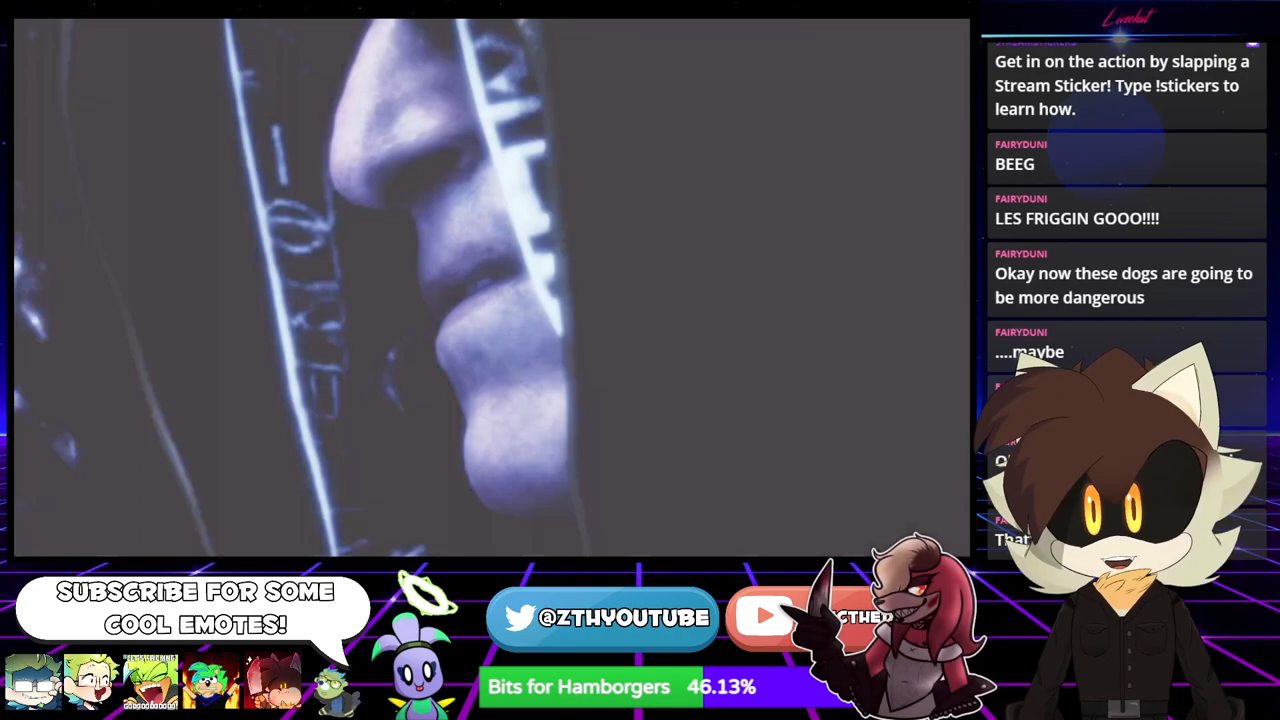 Livechat
STREAMSTICKERS
Get in on the action by slapping a
Stream Sticker! Type !stickers to
learn how.
FAIRYDUNI
BEEG
FAIRYDUNI
LES FRIGGIN GOOO!!!!
FAIRYDUNI
Okay now these dogs are going to
be more dangerous
FAIRYDUNI
....maybe
That
SUBSCRIBE FOR SOME
COOL EMOTES!
@ZTHYOUTUBE
Bits for Hamborgers 46.13%